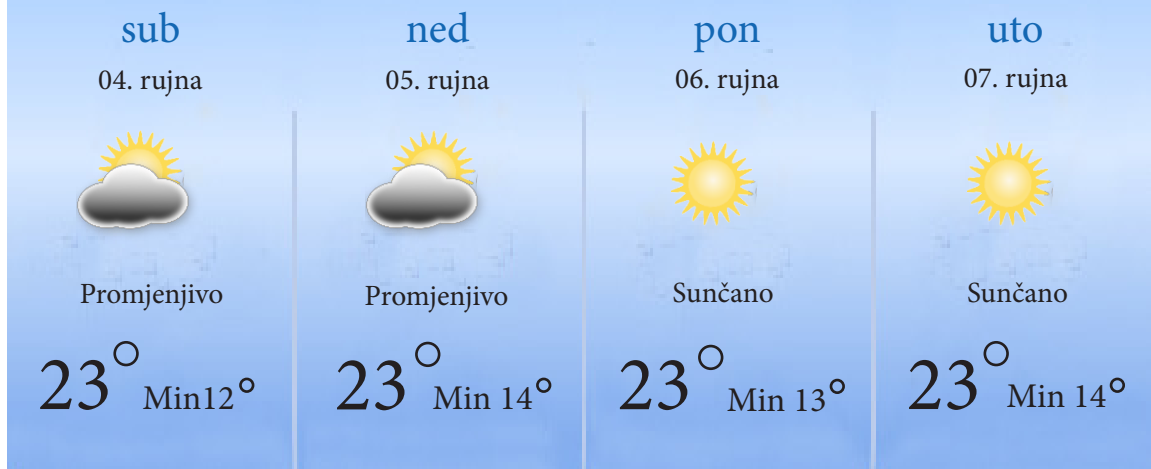 sub
04. rujna
Promjenjivo
23° Min12°
ned
05. rujna
Promjenjivo
23° Min 14°
pon
06. rujna
Sunčano
23° Min 13°
uto
07. rujna
Sunčano
23° Min 14°